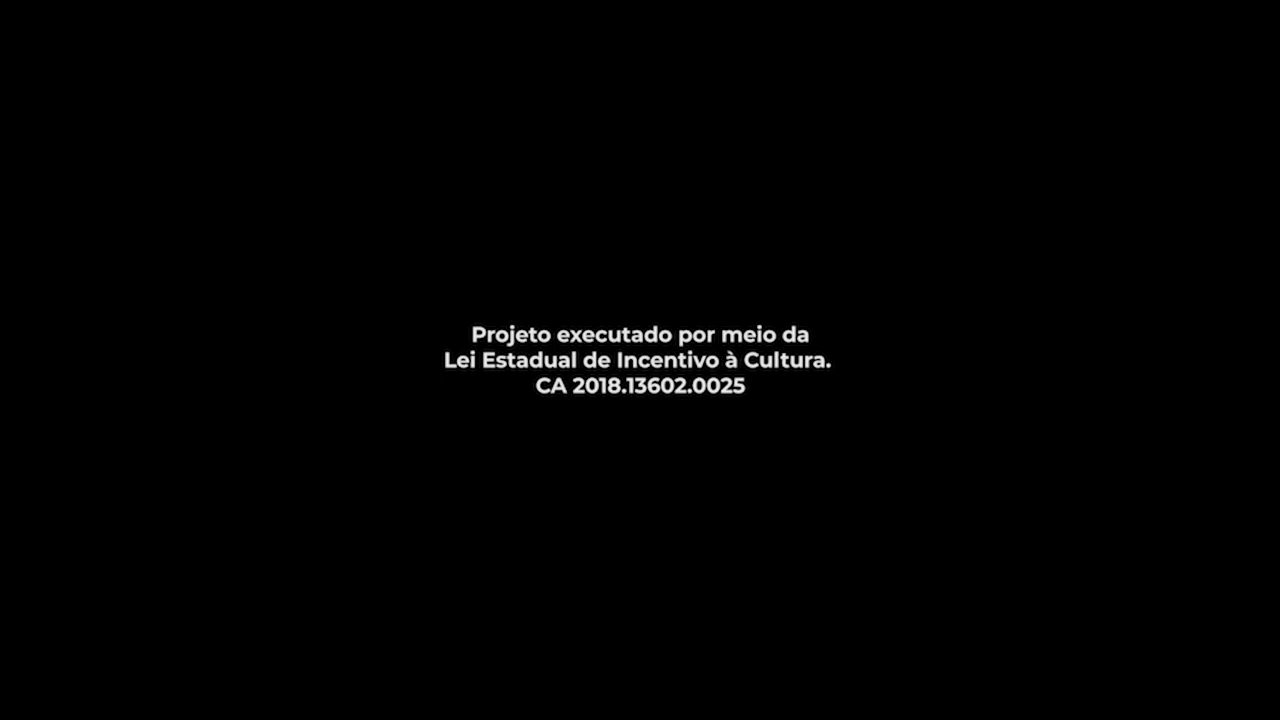 Projeto executado por meio da
Lei Estadual de Incentivo à Cultura.
CA 2018.13602.0025